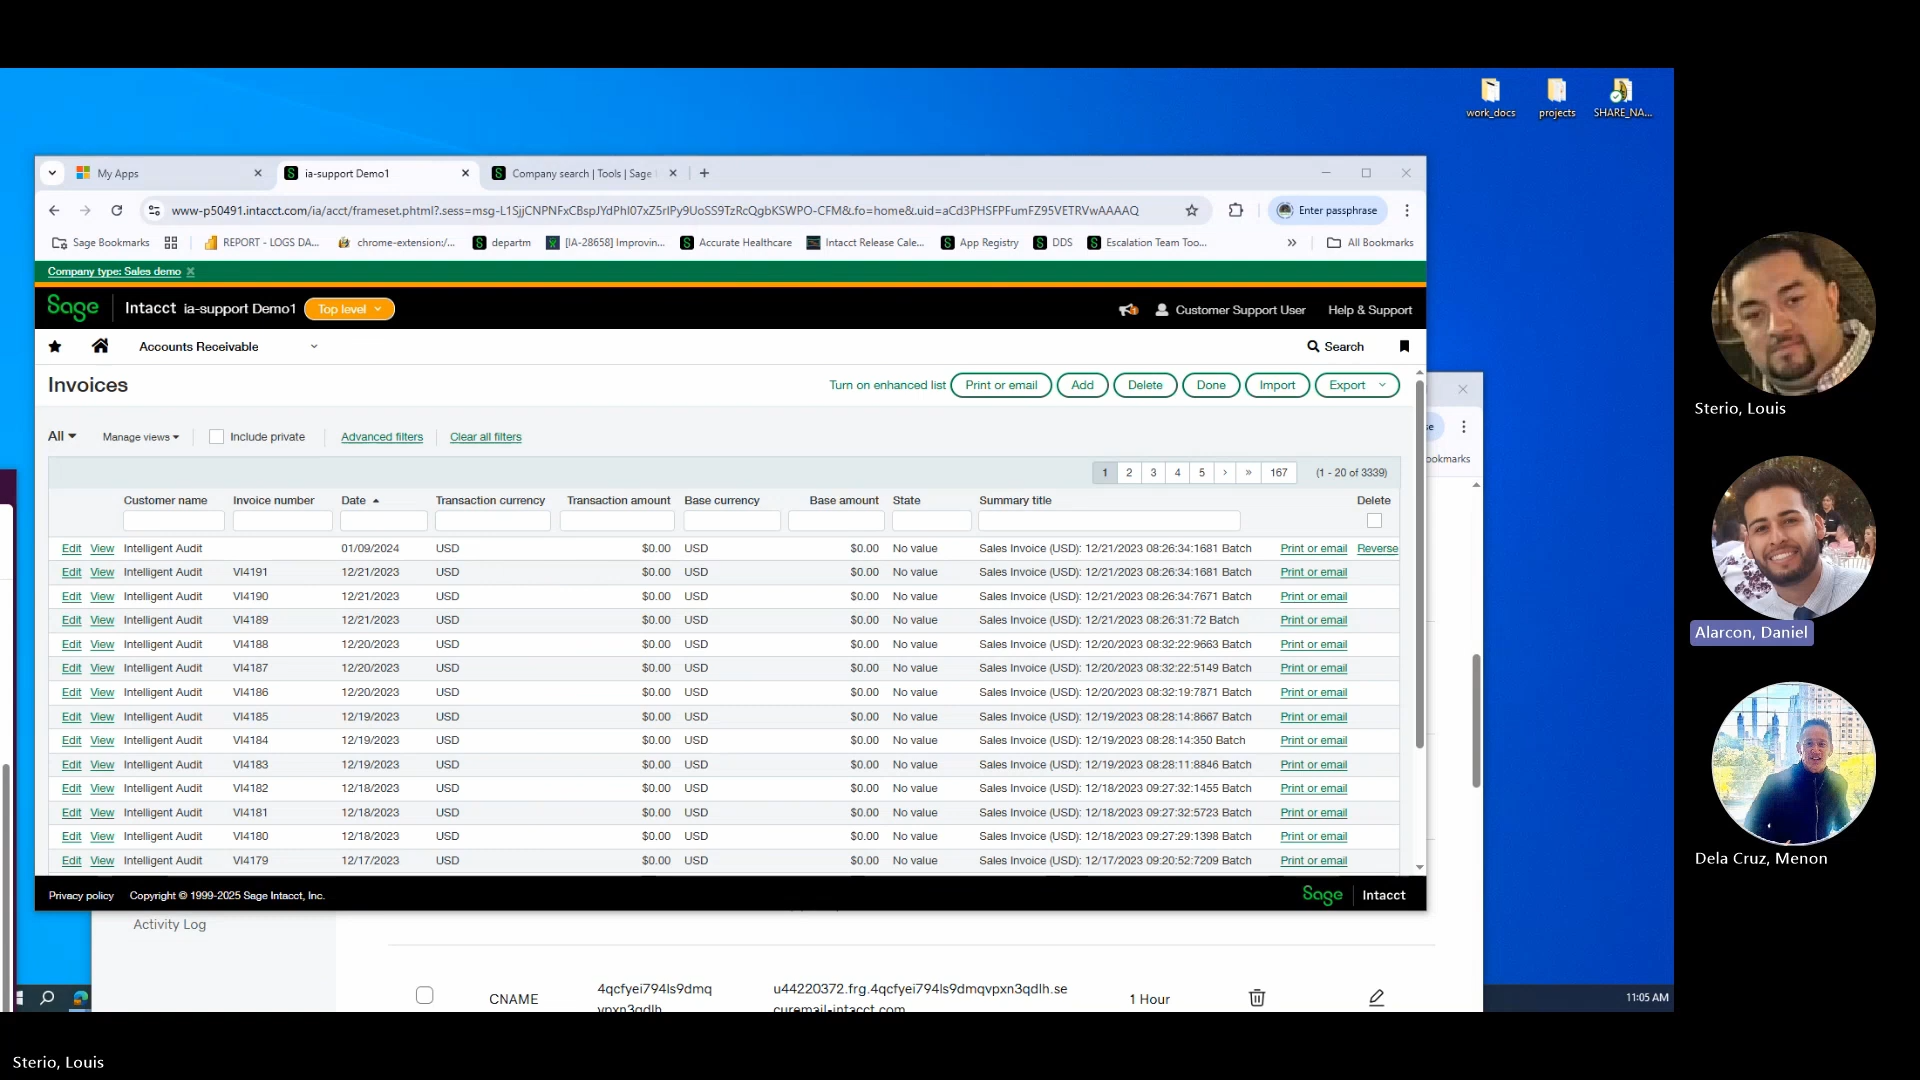 work_docs
projects
SHARE_NA...
My Apps
ia-support Demo1
Company search | Tools | Sage
www-p50491.intacct.com/ia/acct/frameset.phtml?.sess=msg-L1SjjCNPNFxCBspJYdPhI07xZ5rlPy9UoSS9TzRcQgbKSWPO-CFM&.fo=home&.uid=aCd3PHSFPFumFZ95VETRVwAAAAQ
Enter passphrase
Sage Bookmarks
REPORT - LOGS DA...
chrome-extension:/...
departm
[IA-28658] Improvin...
Accurate Healthcare
Intacct Release Cale...
App Registry
DDS
Escalation Team Too...
All Bookmarks
Company type: Sales demo
Sage Intacct ia-support Demo1 Top level
Customer Support User
Help & Support
Accounts Receivable
Search
Invoices
Turn on enhanced list
Print or email
Add
Delete
Done
Import
Export
All
Manage views
Include private
Advanced filters
Clear all filters
1 2 3 4 5 › » 167 (1 - 20 of 3339)
Customer name Invoice number Date Transaction currency Transaction amount Base currency Base amount State Summary title Delete
Edit View Intelligent Audit 01/09/2024 USD $0.00 USD $0.00 No value Sales Invoice (USD): 12/21/2023 08:26:34:1681 Batch Print or email Reverse
Edit View Intelligent Audit VI4191 12/21/2023 USD $0.00 USD $0.00 No value Sales Invoice (USD): 12/21/2023 08:26:34:1681 Batch Print or email
Edit View Intelligent Audit VI4190 12/21/2023 USD $0.00 USD $0.00 No value Sales Invoice (USD): 12/21/2023 08:26:34:7671 Batch Print or email
Edit View Intelligent Audit VI4189 12/21/2023 USD $0.00 USD $0.00 No value Sales Invoice (USD): 12/21/2023 08:26:31:72 Batch Print or email
Edit View Intelligent Audit VI4188 12/20/2023 USD $0.00 USD $0.00 No value Sales Invoice (USD): 12/20/2023 08:32:22:9663 Batch Print or email
Edit View Intelligent Audit VI4187 12/20/2023 USD $0.00 USD $0.00 No value Sales Invoice (USD): 12/20/2023 08:32:22:5149 Batch Print or email
Edit View Intelligent Audit VI4186 12/20/2023 USD $0.00 USD $0.00 No value Sales Invoice (USD): 12/20/2023 08:32:19:7871 Batch Print or email
Edit View Intelligent Audit VI4185 12/19/2023 USD $0.00 USD $0.00 No value Sales Invoice (USD): 12/19/2023 08:28:14:8667 Batch Print or email
Edit View Intelligent Audit VI4184 12/19/2023 USD $0.00 USD $0.00 No value Sales Invoice (USD): 12/19/2023 08:28:14:350 Batch Print or email
Edit View Intelligent Audit VI4183 12/19/2023 USD $0.00 USD $0.00 No value Sales Invoice (USD): 12/19/2023 08:28:11:8846 Batch Print or email
Edit View Intelligent Audit VI4182 12/18/2023 USD $0.00 USD $0.00 No value Sales Invoice (USD): 12/18/2023 09:27:32:1455 Batch Print or email
Edit View Intelligent Audit VI4181 12/18/2023 USD $0.00 USD $0.00 No value Sales Invoice (USD): 12/18/2023 09:27:32:5723 Batch Print or email
Edit View Intelligent Audit VI4180 12/18/2023 USD $0.00 USD $0.00 No value Sales Invoice (USD): 12/18/2023 09:27:29:1398 Batch Print or email
Edit View Intelligent Audit VI4179 12/17/2023 USD $0.00 USD $0.00 No value Sales Invoice (USD): 12/17/2023 09:20:52:7209 Batch Print or email
Privacy policy Copyright © 1999-2025 Sage Intacct, Inc.
Sage Intacct
ookmarks
Activity Log
CNAME
4qcfyei794ls9dmq
vpxn3qdlh
u44220372.frg.4qcfyei794ls9dmqvpxn3qdlh.se
curemail-intacct.com
1 Hour
11:05 AM
Sterio, Louis
Alarcon, Daniel
Dela Cruz, Menon
Sterio, Louis